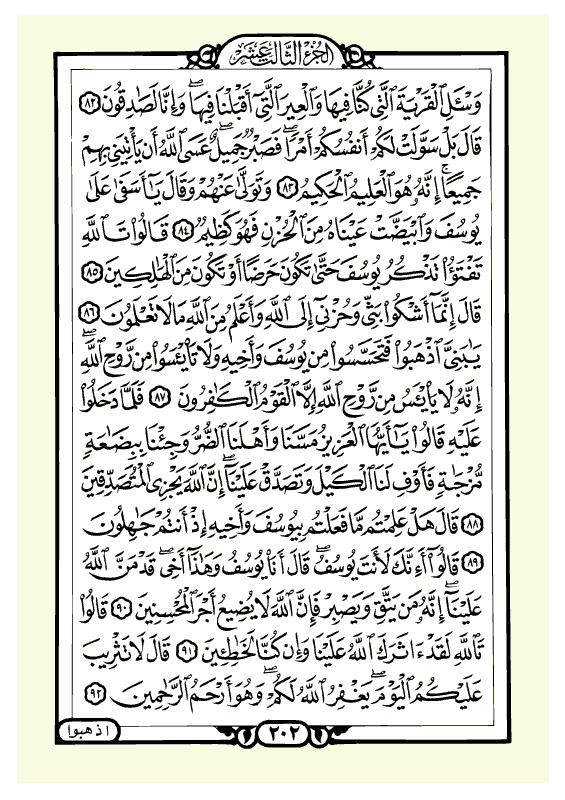 الجزء الثالث عشر
وَسْـَٔلِ ٱلْقَرْيَةَ ٱلَّتِى كُنَّا فِيهَا وَٱلْعِيرَ ٱلَّتِىٓ أَقْبَلْنَا فِيهَا ۖ وَإِنَّا لَصَٰدِقُونَ ٨٢
قَالَ بَلْ سَوَّلَتْ لَكُمْ أَنفُسُكُمْ أَمْرًا ۖ فَصَبْرٌ جَمِيلٌ ۖ عَسَى ٱللَّهُ أَن يَأْتِيَنِى بِهِمْ
جَمِيعًا ۚ إِنَّهُۥ هُوَ ٱلْعَلِيمُ ٱلْحَكِيمُ ٨٣ وَتَوَلَّىٰ عَنْهُمْ وَقَالَ يَٰٓأَسَفَىٰ عَلَىٰ
يُوسُفَ وَٱبْيَضَّتْ عَيْنَاهُ مِنَ ٱلْحُزْنِ فَهُوَ كَظِيمٌ ٨٤ قَالُوا۟ تَٱللَّهِ
تَفْتَؤُا۟ تَذْكُرُ يُوسُفَ حَتَّىٰ تَكُونَ حَرَضًا أَوْ تَكُونَ مِنَ ٱلْهَٰلِكِينَ ٨٥
قَالَ إِنَّمَآ أَشْكُوا۟ بَثِّى وَحُزْنِىٓ إِلَى ٱللَّهِ وَأَعْلَمُ مِنَ ٱللَّهِ مَا لَا تَعْلَمُونَ ٨٦
يَٰبَنِىَّ ٱذْهَبُوا۟ فَتَحَسَّسُوا۟ مِن يُوسُفَ وَأَخِيهِ وَلَا تَا۟يْـَٔسُوا۟ مِن رَّوْحِ ٱللَّهِ ۖ
إِنَّهُۥ لَا يَا۟يْـَٔسُ مِن رَّوْحِ ٱللَّهِ إِلَّا ٱلْقَوْمُ ٱلْكَٰفِرُونَ ٨٧ فَلَمَّا دَخَلُوا۟
عَلَيْهِ قَالُوا۟ يَٰٓأَيُّهَا ٱلْعَزِيزُ مَسَّنَا وَأَهْلَنَا ٱلضُّرُّ وَجِئْنَا بِبِضَٰعَةٍ
مُّزْجَىٰةٍ فَأَوْفِ لَنَا ٱلْكَيْلَ وَتَصَدَّقْ عَلَيْنَآ ۖ إِنَّ ٱللَّهَ يَجْزِى ٱلْمُتَصَدِّقِينَ
٨٨ قَالَ هَلْ عَلِمْتُم مَّا فَعَلْتُم بِيُوسُفَ وَأَخِيهِ إِذْ أَنتُمْ جَٰهِلُونَ
٨٩ قَالُوٓا۟ أَءِنَّكَ لَأَنتَ يُوسُفُ ۖ قَالَ أَنَا۠ يُوسُفُ وَهَٰذَآ أَخِى ۖ قَدْ مَنَّ ٱللَّهُ
عَلَيْنَآ ۖ إِنَّهُۥ مَن يَتَّقِ وَيَصْبِرْ فَإِنَّ ٱللَّهَ لَا يُضِيعُ أَجْرَ ٱلْمُحْسِنِينَ ٩٠ قَالُوا۟
تَٱللَّهِ لَقَدْ ءَاثَرَكَ ٱللَّهُ عَلَيْنَا وَإِن كُنَّا لَخَٰطِـِٔينَ ٩١ قَالَ لَا تَثْرِيبَ
عَلَيْكُمُ ٱلْيَوْمَ ۖ يَغْفِرُ ٱللَّهُ لَكُمْ ۖ وَهُوَ أَرْحَمُ ٱلرَّٰحِمِينَ ٩٢
٢٠٢
اذهبوا